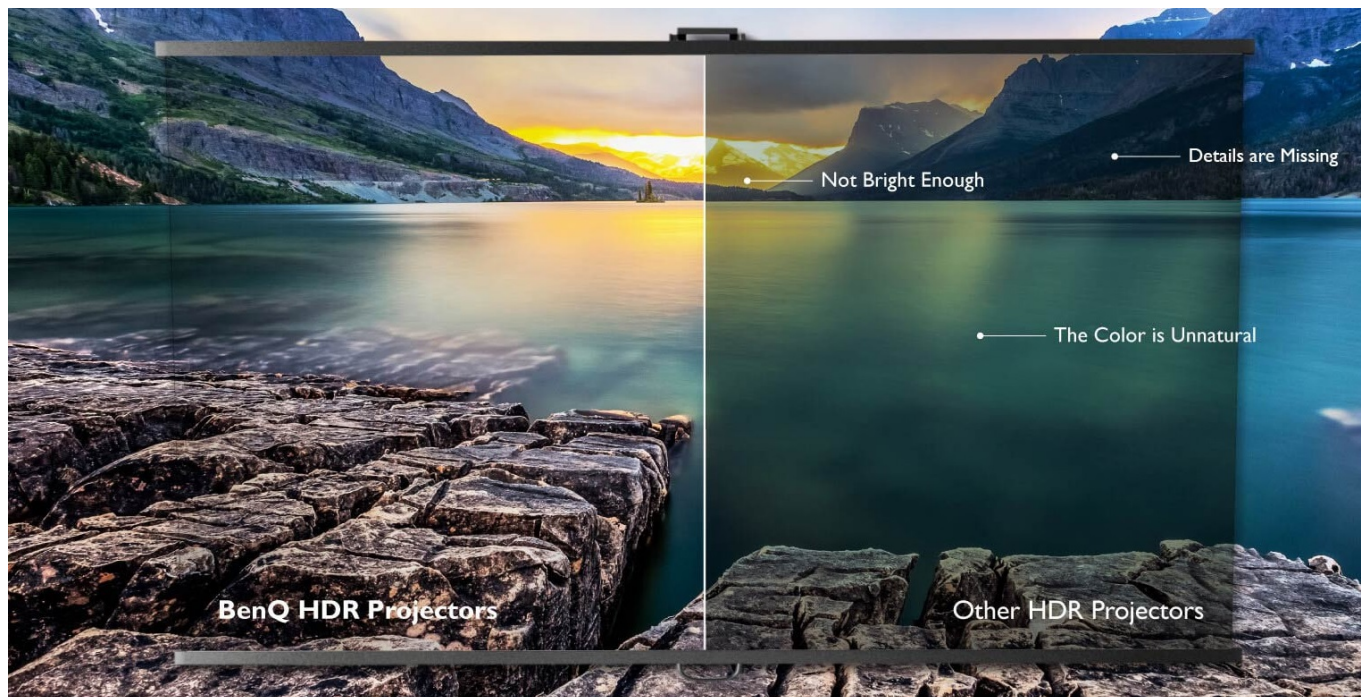 Details are Missing
Not Bright Enough
The Color is Unnatural
BenQ HDR Projectors
Other HDR Projectors